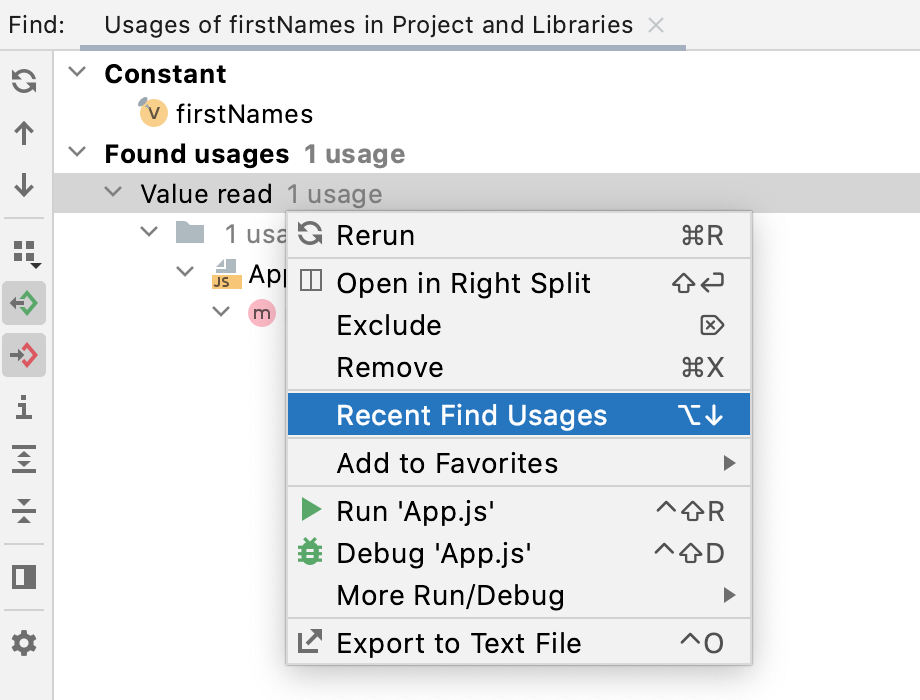 Find: Usages of firstNames in Project and Libraries
Constant
V firstNames
Found usages 1 usage
Value read 1 usage
1 usa
JS App
m
Rerun ⌘R
Open in Right Split ⇧↩
Exclude ⌦
Remove ⌘X
Recent Find Usages ⌥↓
Add to Favorites
Run 'App.js' ^⇧R
Debug 'App.js' ^⇧D
More Run/Debug
Export to Text File ^O